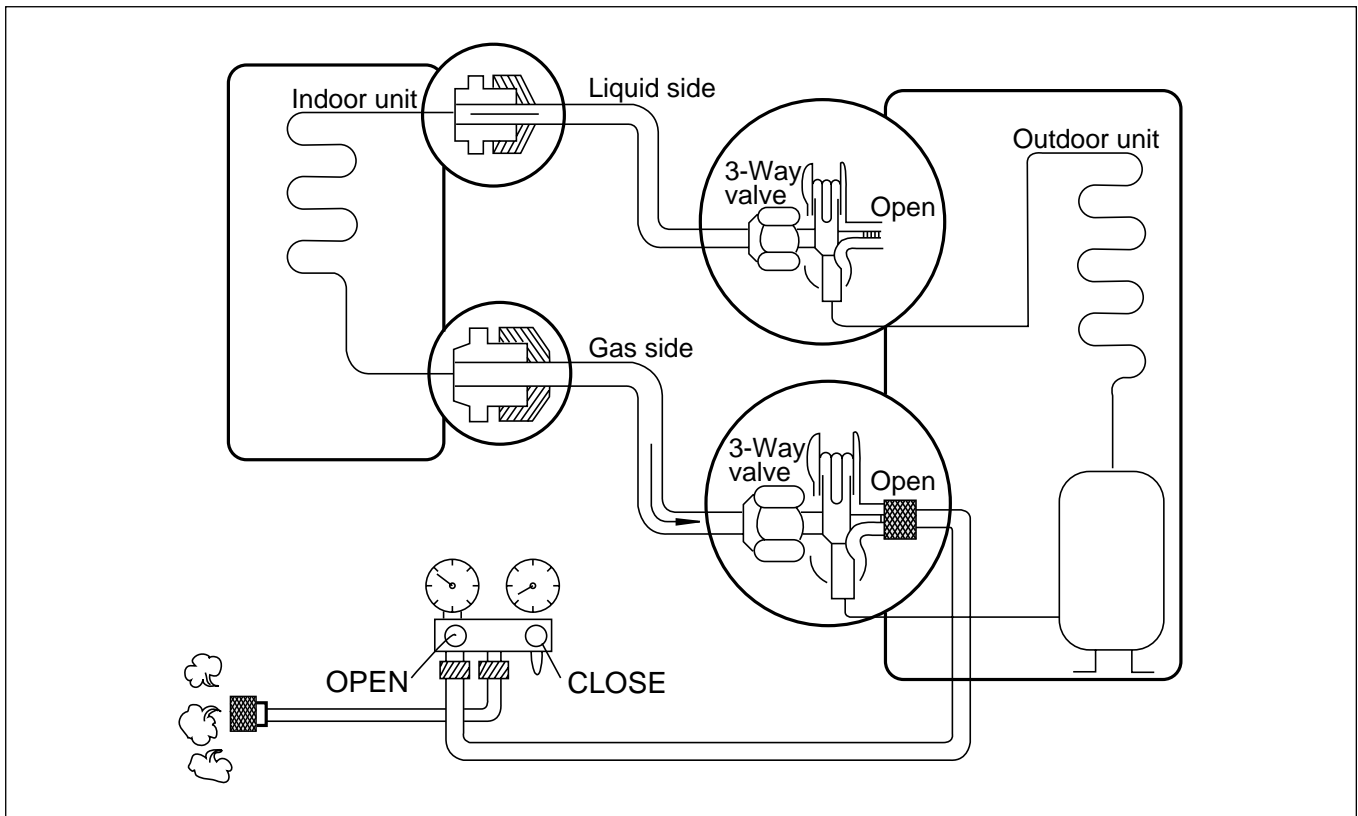 Indoor unit
Liquid side
Outdoor unit
3-Way
valve
Open
Gas side
3-Way
valve
Open
OPEN
CLOSE